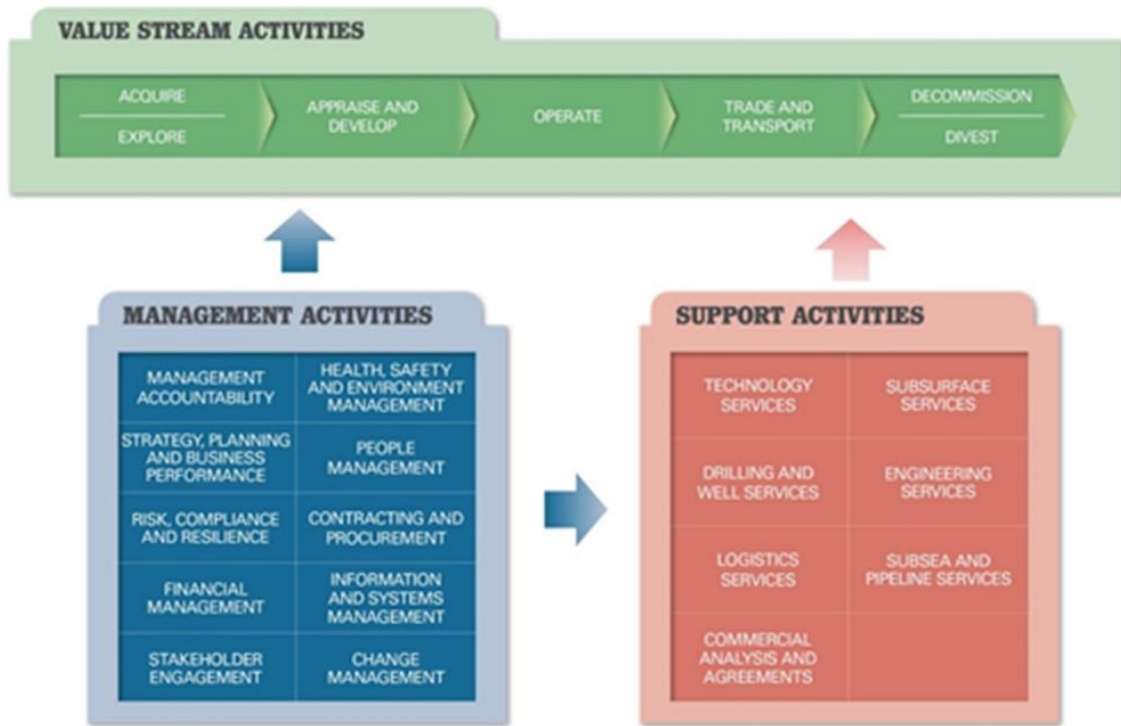 VALUE STREAM ACTIVITIES
ACQUIRE
EXPLORE
APPRAISE AND
DEVELOP
OPERATE
TRADE AND
TRANSPORT
DECOMMISSION
DIVEST
MANAGEMENT ACTIVITIES
MANAGEMENT
ACCOUNTABILITY
HEALTH, SAFETY
AND ENVIRONMENT
MANAGEMENT
STRATEGY, PLANNING
AND BUSINESS
PERFORMANCE
PEOPLE
MANAGEMENT
RISK, COMPLIANCE
AND RESILIENCE
CONTRACTING AND
PROCUREMENT
FINANCIAL
MANAGEMENT
INFORMATION
AND SYSTEMS
MANAGEMENT
STAKEHOLDER
ENGAGEMENT
CHANGE
MANAGEMENT
SUPPORT ACTIVITIES
TECHNOLOGY
SERVICES
SUBSURFACE
SERVICES
DRILLING AND
WELL SERVICES
ENGINEERING
SERVICES
LOGISTICS
SERVICES
SUBSEA AND
PIPELINE SERVICES
COMMERCIAL
ANALYSIS AND
AGREEMENTS